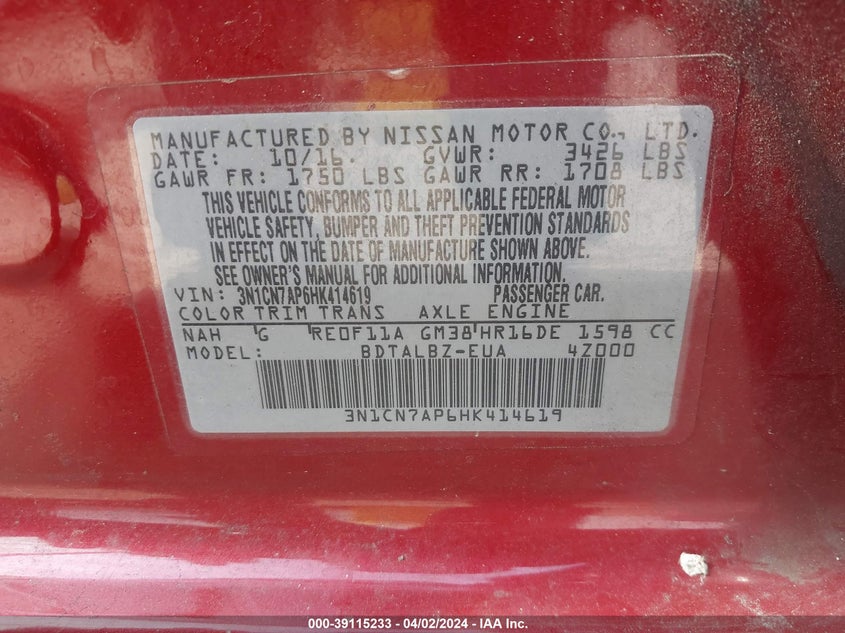 MANUFACTURED BY NISSAN MOTOR CO., LTD.
DATE: 10/16. GVWR: 3426 LBS
GAWR FR: 1750 LBS GAWR RR: 1708 LBS
THIS VEHICLE CONFORMS TO ALL APPLICABLE FEDERAL MOTOR
VEHICLE SAFETY, BUMPER AND THEFT PREVENTION STANDARDS
IN EFFECT ON THE DATE OF MANUFACTURE SHOWN ABOVE.
SEE OWNER'S MANUAL FOR ADDITIONAL INFORMATION.
VIN: 3N1CN7AP6HK414619 PASSENGER CAR.
COLOR TRIM TRANS AXLE ENGINE
NAH G RE0F11A GM38 HR16DE 1598 CC
MODEL: BDTALBZ-EUA 4Z000
3N1CN7AP6HK414619
000-39115233 - 04/02/2024 - IAA Inc.